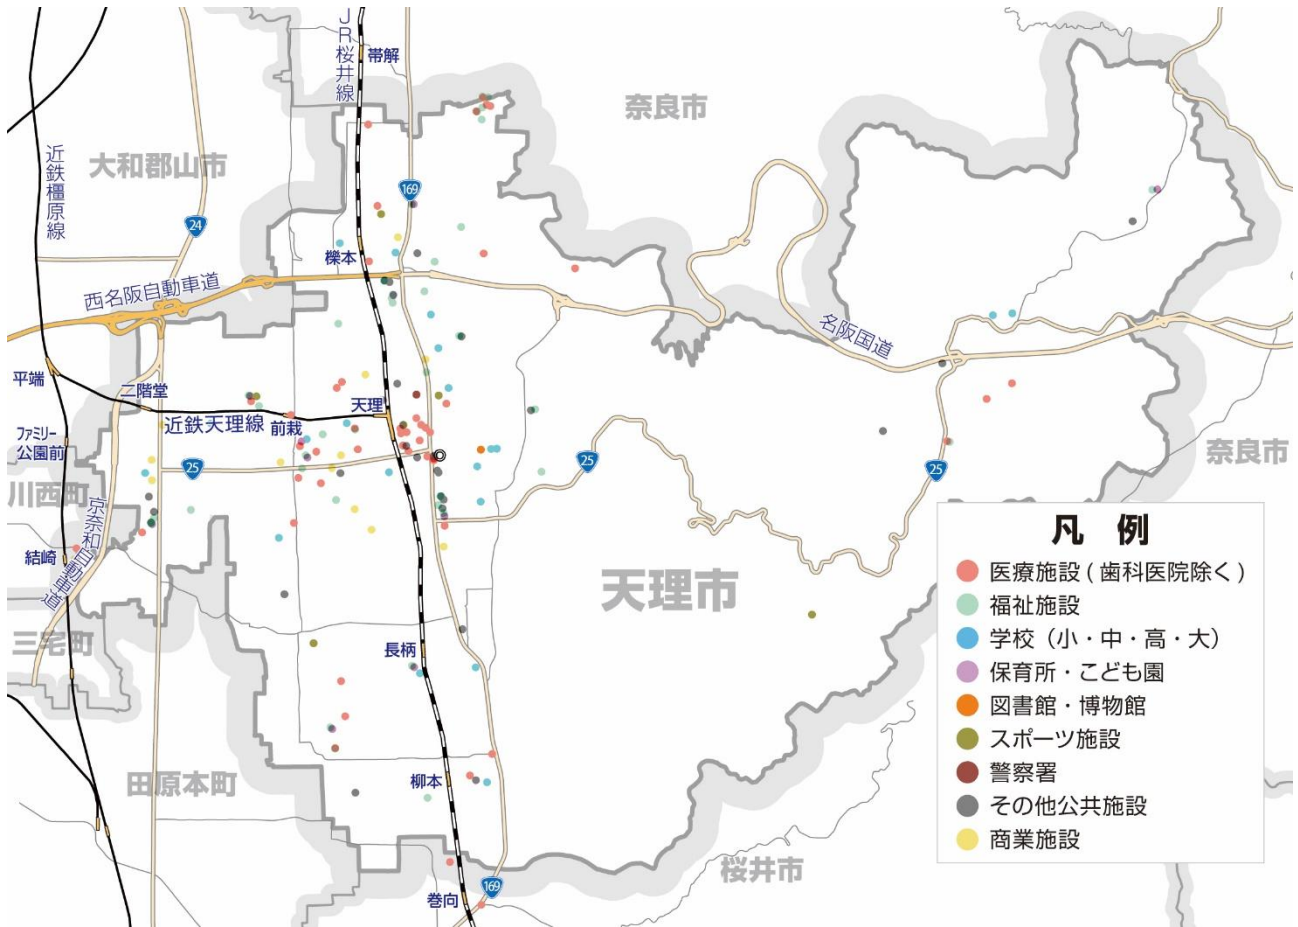 JR桜井線
帯解
奈良市
近鉄橿原線
大和郡山市
169
24
櫟本
西名阪自動車道
名阪国道
平端
二階堂
近鉄天理線
前栽
天理
ファミリー
公園前
25
25
25
奈良市
川西町
京奈和自動車道
結崎
三宅町
天理市
長柄
田原本町
柳本
桜井市
169
巻向
凡 例
医療施設(歯科医院除く)
福祉施設
学校(小・中・高・大)
保育所・こども園
図書館・博物館
スポーツ施設
警察署
その他公共施設
商業施設